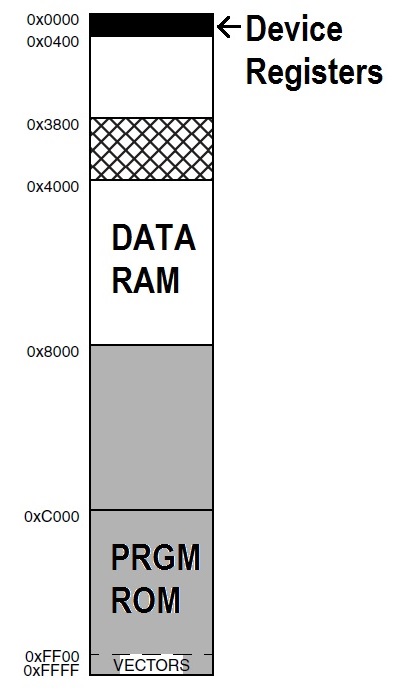 0x0000
Device
0x0400
Registers
0x3800
0x4000
DATA
RAM
0x8000
0xC000
PRGM
ROM
0xFF00
VECTORS
0xFFFF